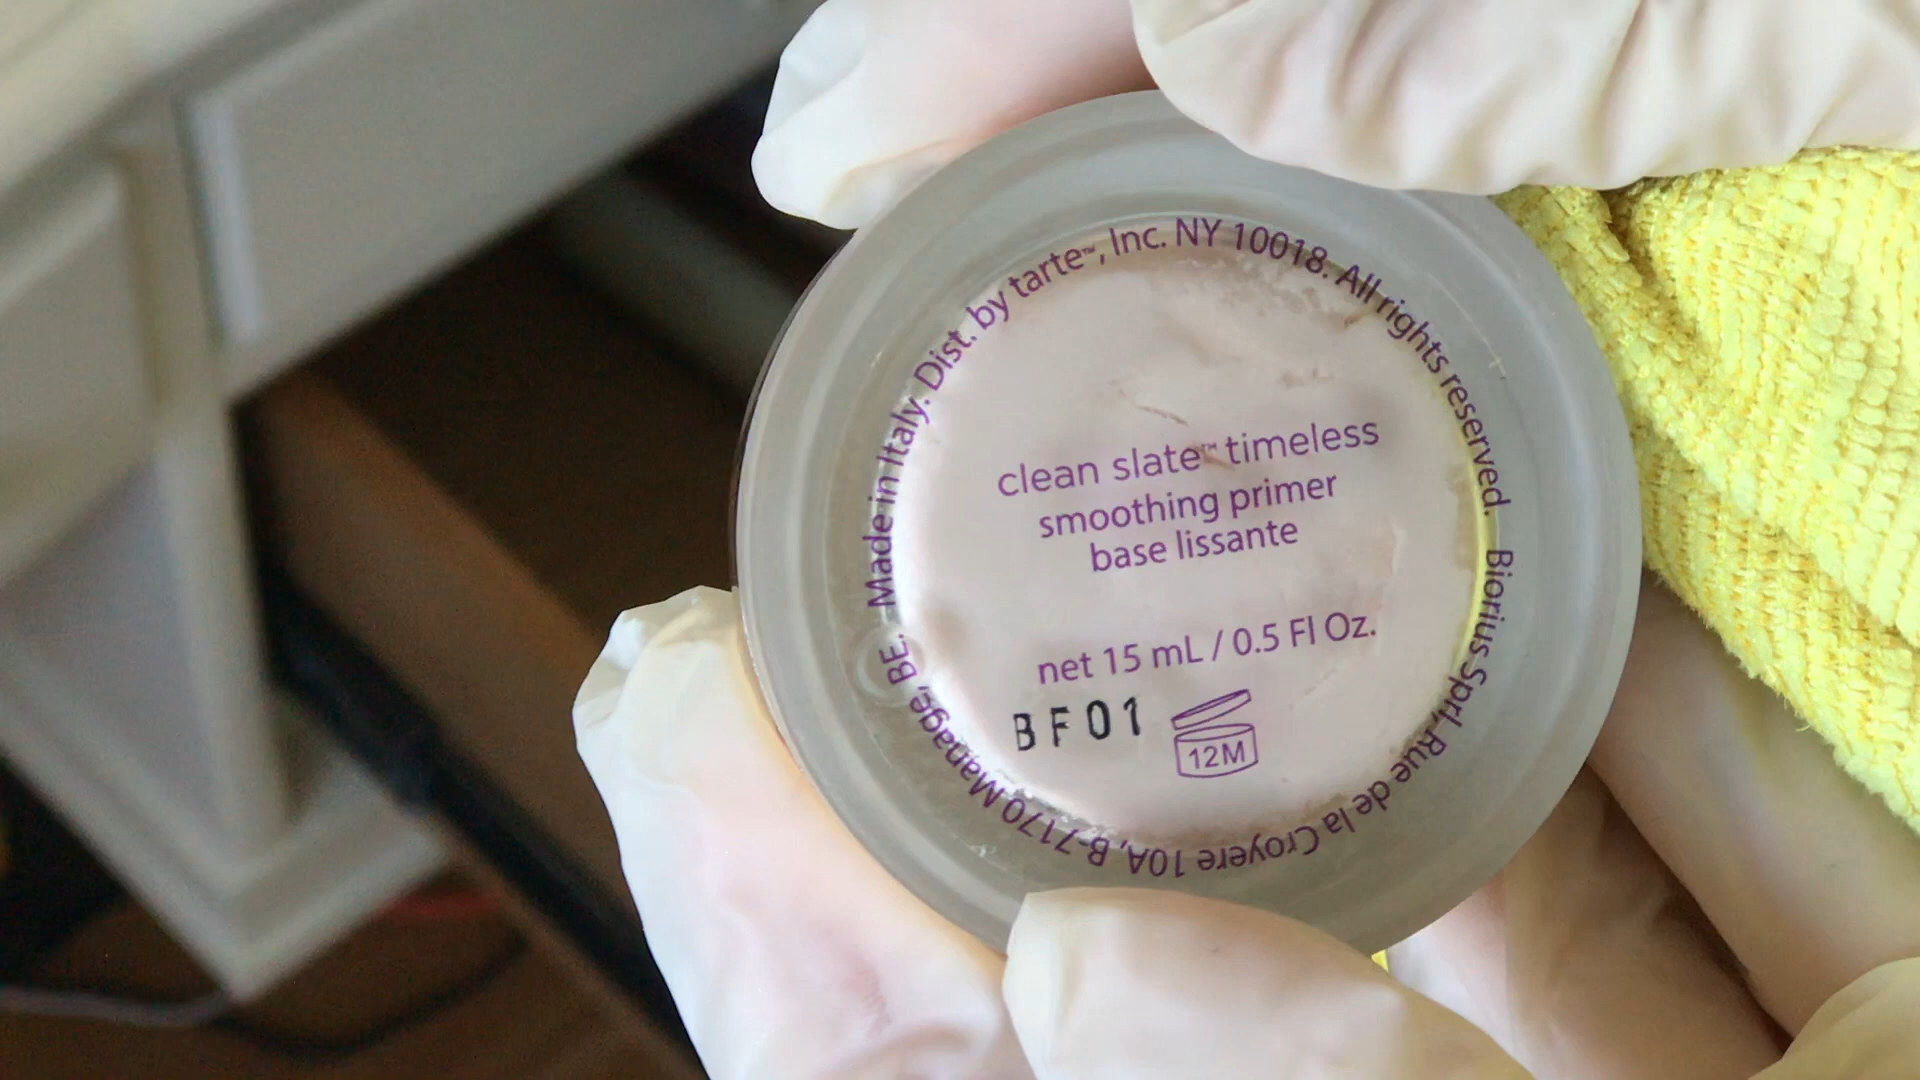 Made in Italy. Dist. by tarte™, Inc. NY 10018. All rights reserved. Biorius Sprl, Rue de la Croyere 10A, B-7170 Manage, BE.
clean slate™ timeless
smoothing primer
base lissante
net 15 mL / 0.5 Fl Oz.
BF01
12M